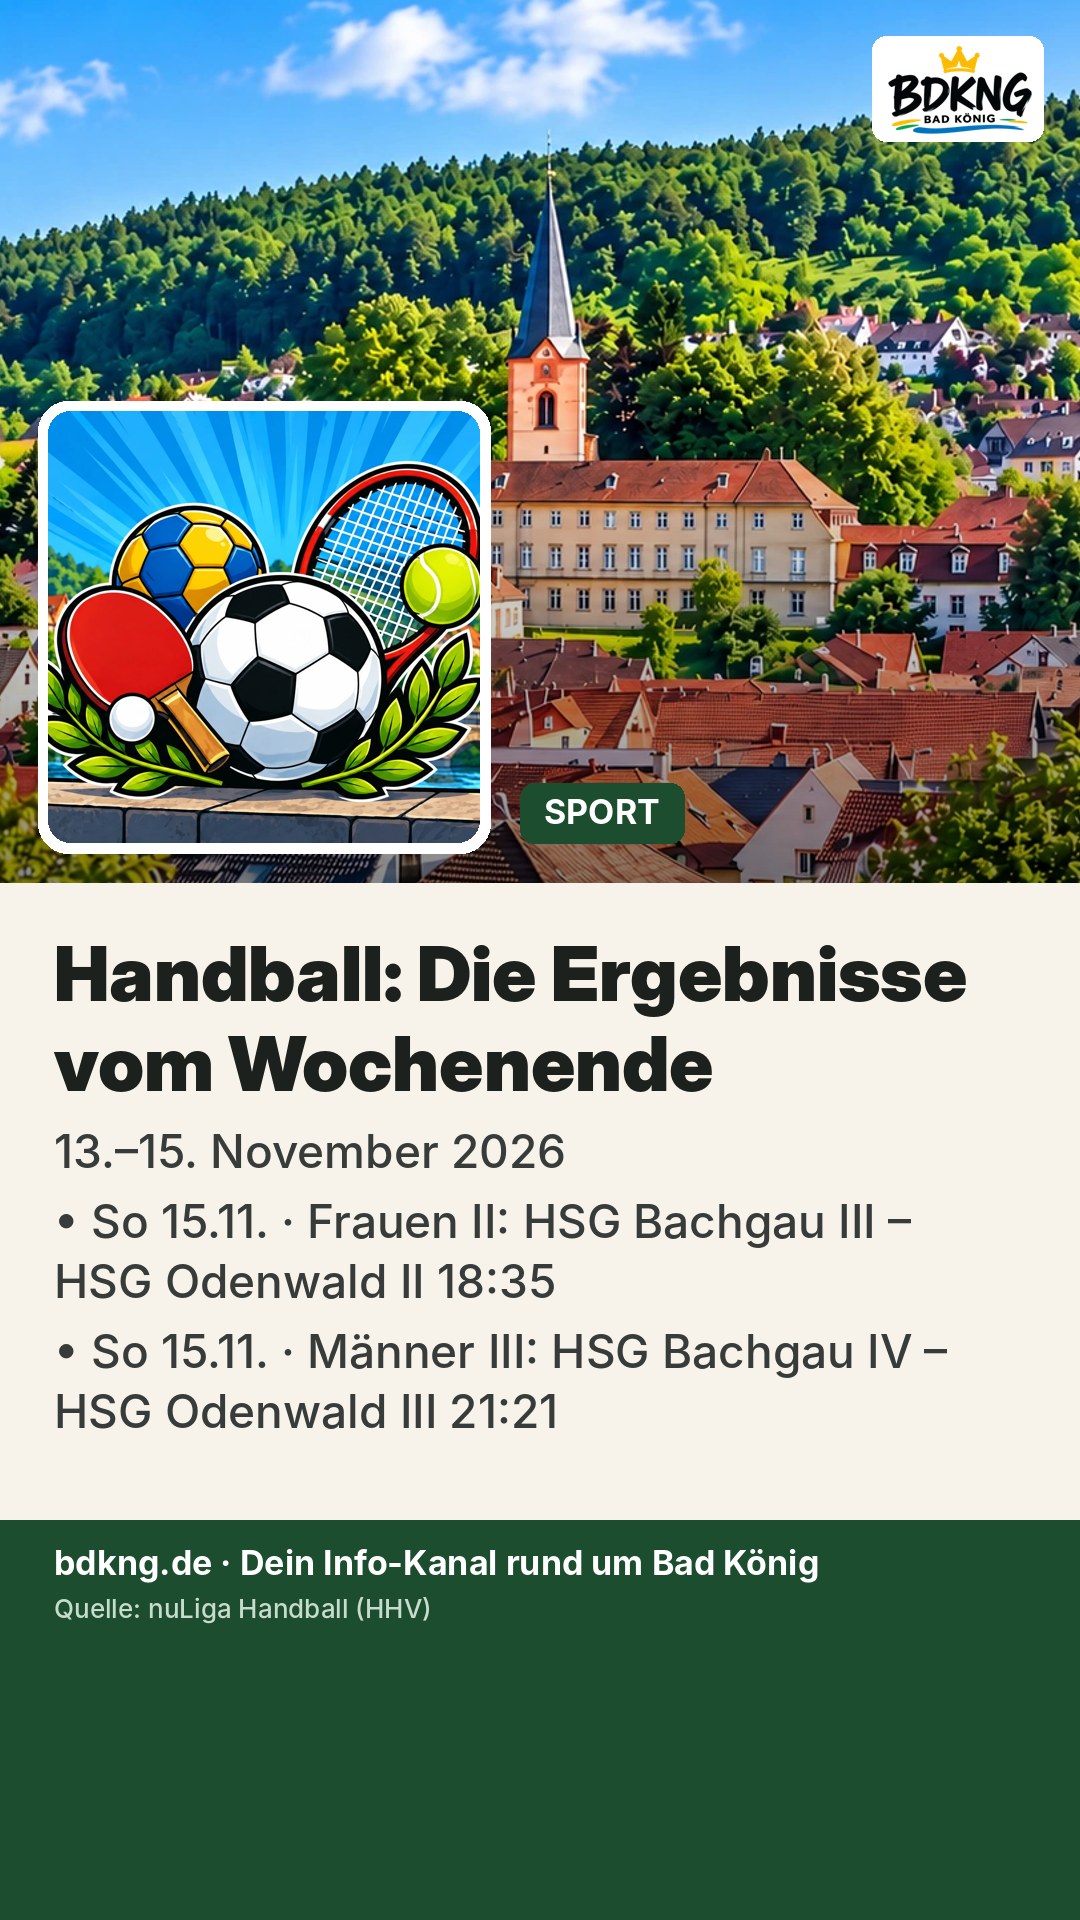 BDKNG
BAD KÖNIG
SPORT
Handball: Die Ergebnisse
vom Wochenende
13.–15. November 2026
• So 15.11. · Frauen II: HSG Bachgau III –
HSG Odenwald II 18:35
• So 15.11. · Männer III: HSG Bachgau IV –
HSG Odenwald III 21:21
bdkng.de · Dein Info-Kanal rund um Bad König
Quelle: nuLiga Handball (HHV)